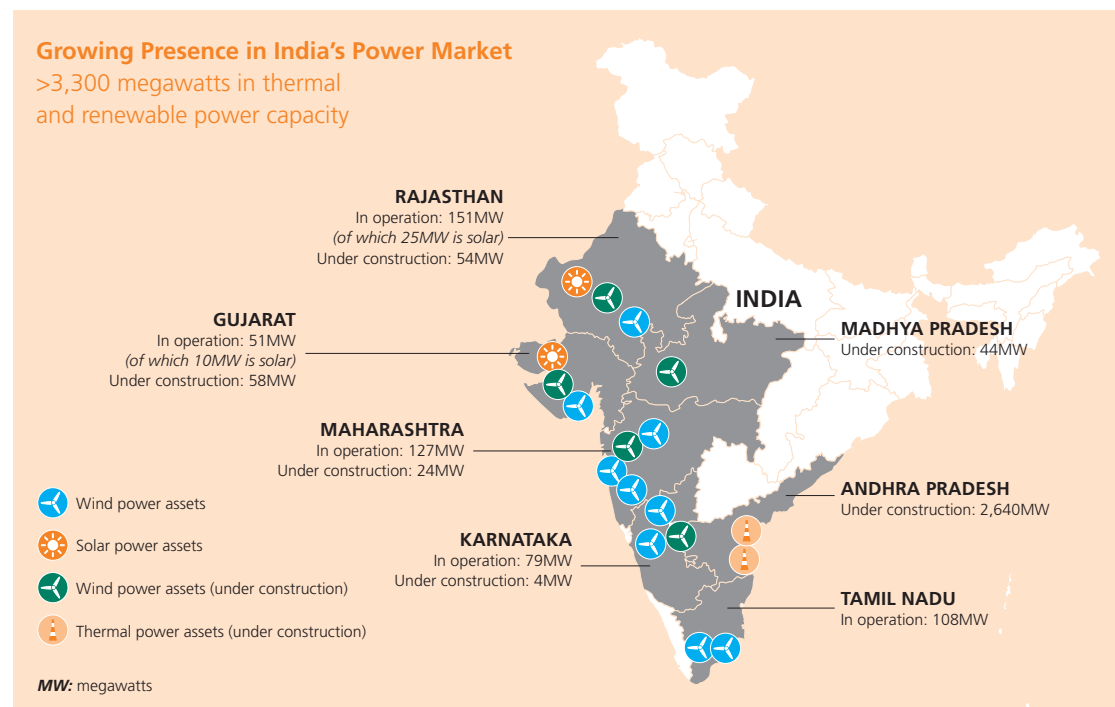 Growing Presence in India’s Power Market
>3,300 megawatts in thermal
and renewable power capacity
RAJASTHAN
In operation: 151MW
(of which 25MW is solar)
Under construction: 54MW
INDIA
GUJARAT
In operation: 51MW
(of which 10MW is solar)
Under construction: 58MW
MADHYA PRADESH
Under construction: 44MW
MAHARASHTRA
In operation: 127MW
Under construction: 24MW
ANDHRA PRADESH
Under construction: 2,640MW
KARNATAKA
In operation: 79MW
Under construction: 4MW
TAMIL NADU
In operation: 108MW
Wind power assets
Solar power assets
Wind power assets (under construction)
Thermal power assets (under construction)
MW: megawatts